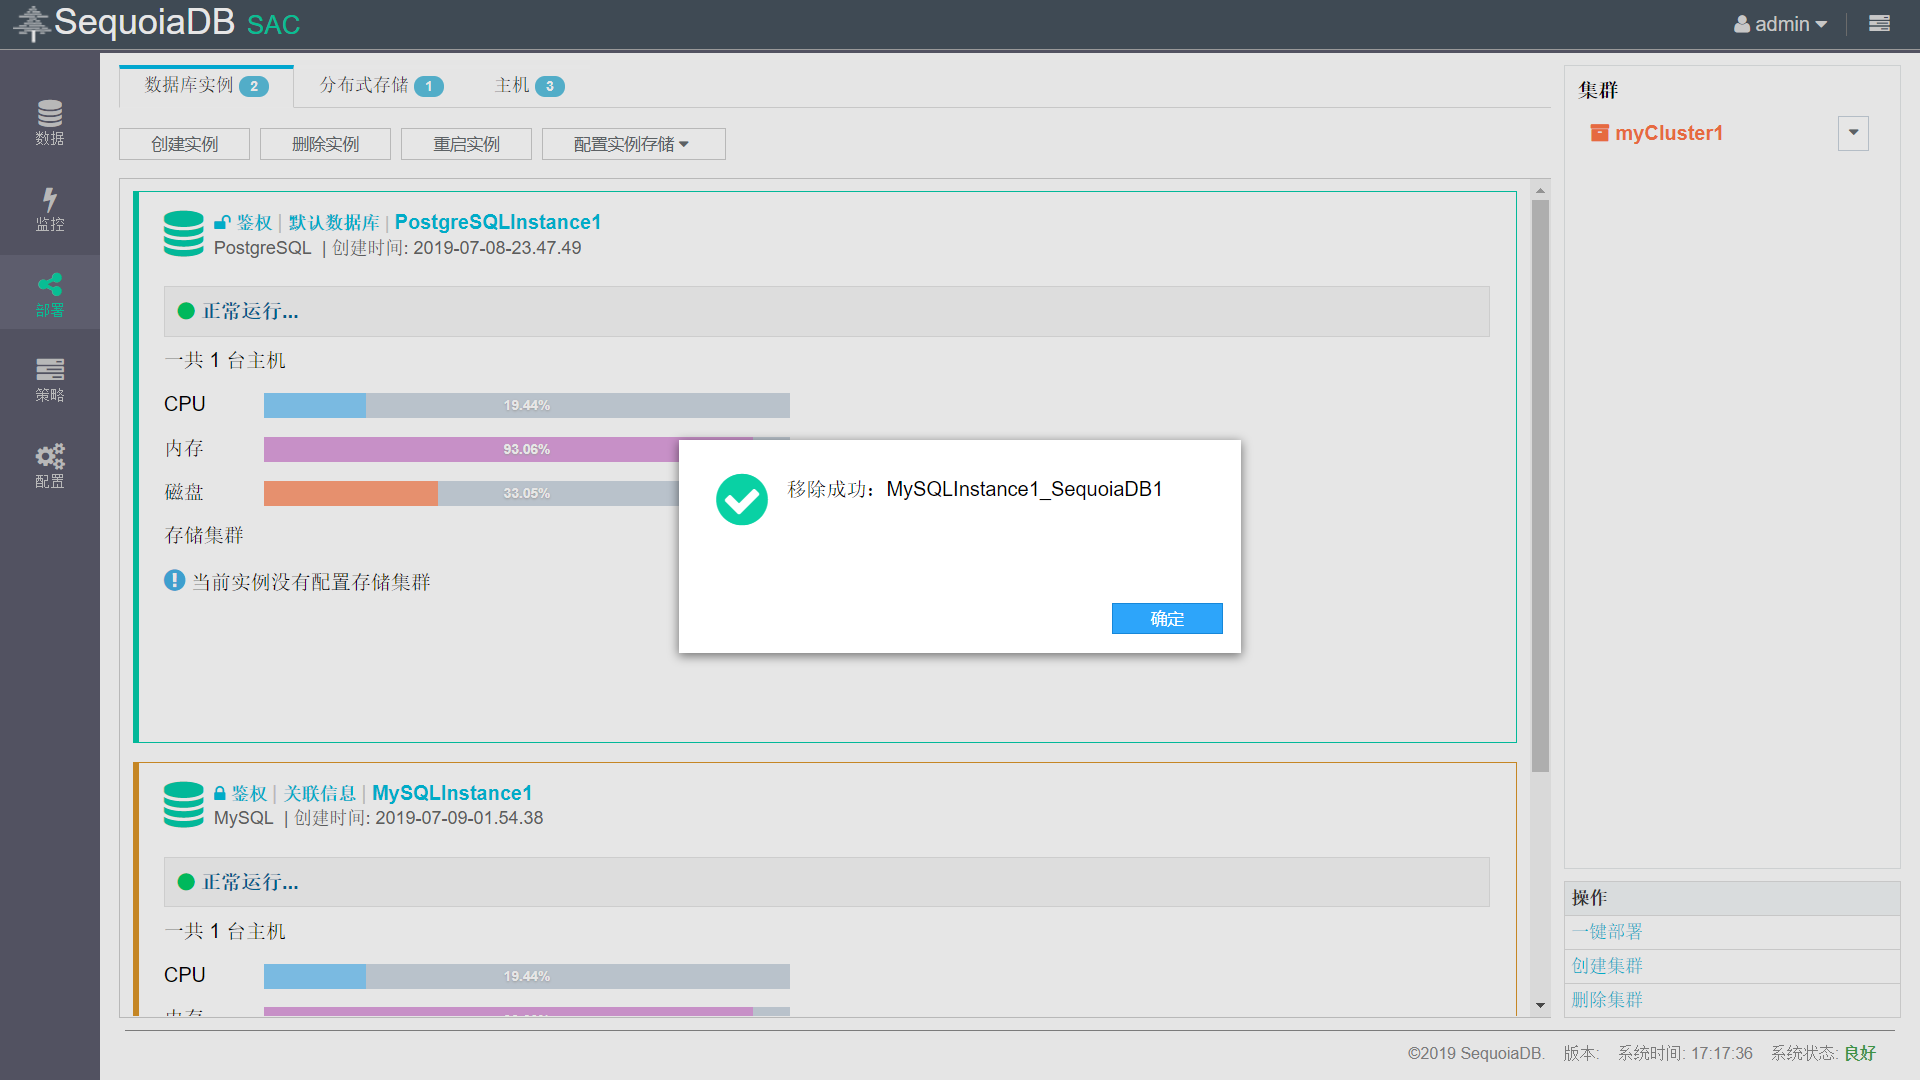 SequoiaDB SAC
admin
数据
监控
部署
策略
配置
数据库实例 2
分布式存储 1
主机 3
创建实例
删除实例
重启实例
配置实例存储
鉴权 | 默认数据库 | PostgreSQLInstance1
PostgreSQL | 创建时间: 2019-07-08-23.47.49
正常运行...
一共 1 台主机
CPU 19.44%
内存 93.06%
磁盘 33.05%
存储集群
当前实例没有配置存储集群
移除成功：MySQLInstance1_SequoiaDB1
确定
鉴权 | 关联信息 | MySQLInstance1
MySQL | 创建时间: 2019-07-09-01.54.38
正常运行...
一共 1 台主机
CPU 19.44%
内存
集群
myCluster1
操作
一键部署
创建集群
删除集群
©2019 SequoiaDB. 版本: 系统时间: 17:17:36 系统状态: 良好